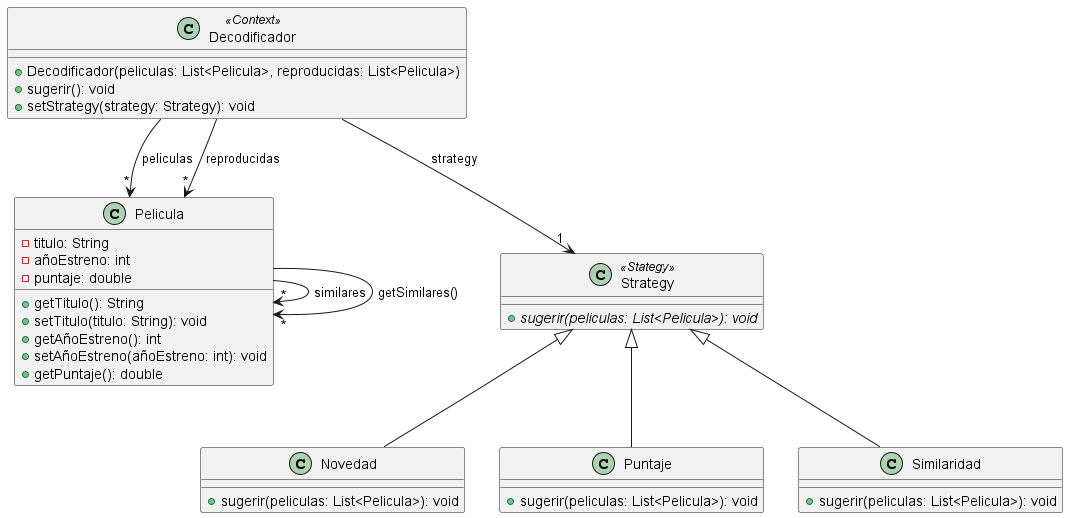 «Context»
C Decodificador
Decodificador(peliculas: List<Pelicula>, reproducidas: List<Pelicula>)
sugerir(): void
setStrategy(strategy: Strategy): void
peliculas
reproducidas
strategy
*
*
1
C Pelicula
titulo: String
añoEstreno: int
puntaje: double
getTitulo(): String
setTitulo(titulo: String): void
getAñoEstreno(): int
setAñoEstreno(añoEstreno: int): void
getPuntaje(): double
*
similares
getSimilares()
*
«Stategy»
C Strategy
sugerir(peliculas: List<Pelicula>): void
C Novedad
sugerir(peliculas: List<Pelicula>): void
C Puntaje
sugerir(peliculas: List<Pelicula>): void
C Similaridad
sugerir(peliculas: List<Pelicula>): void